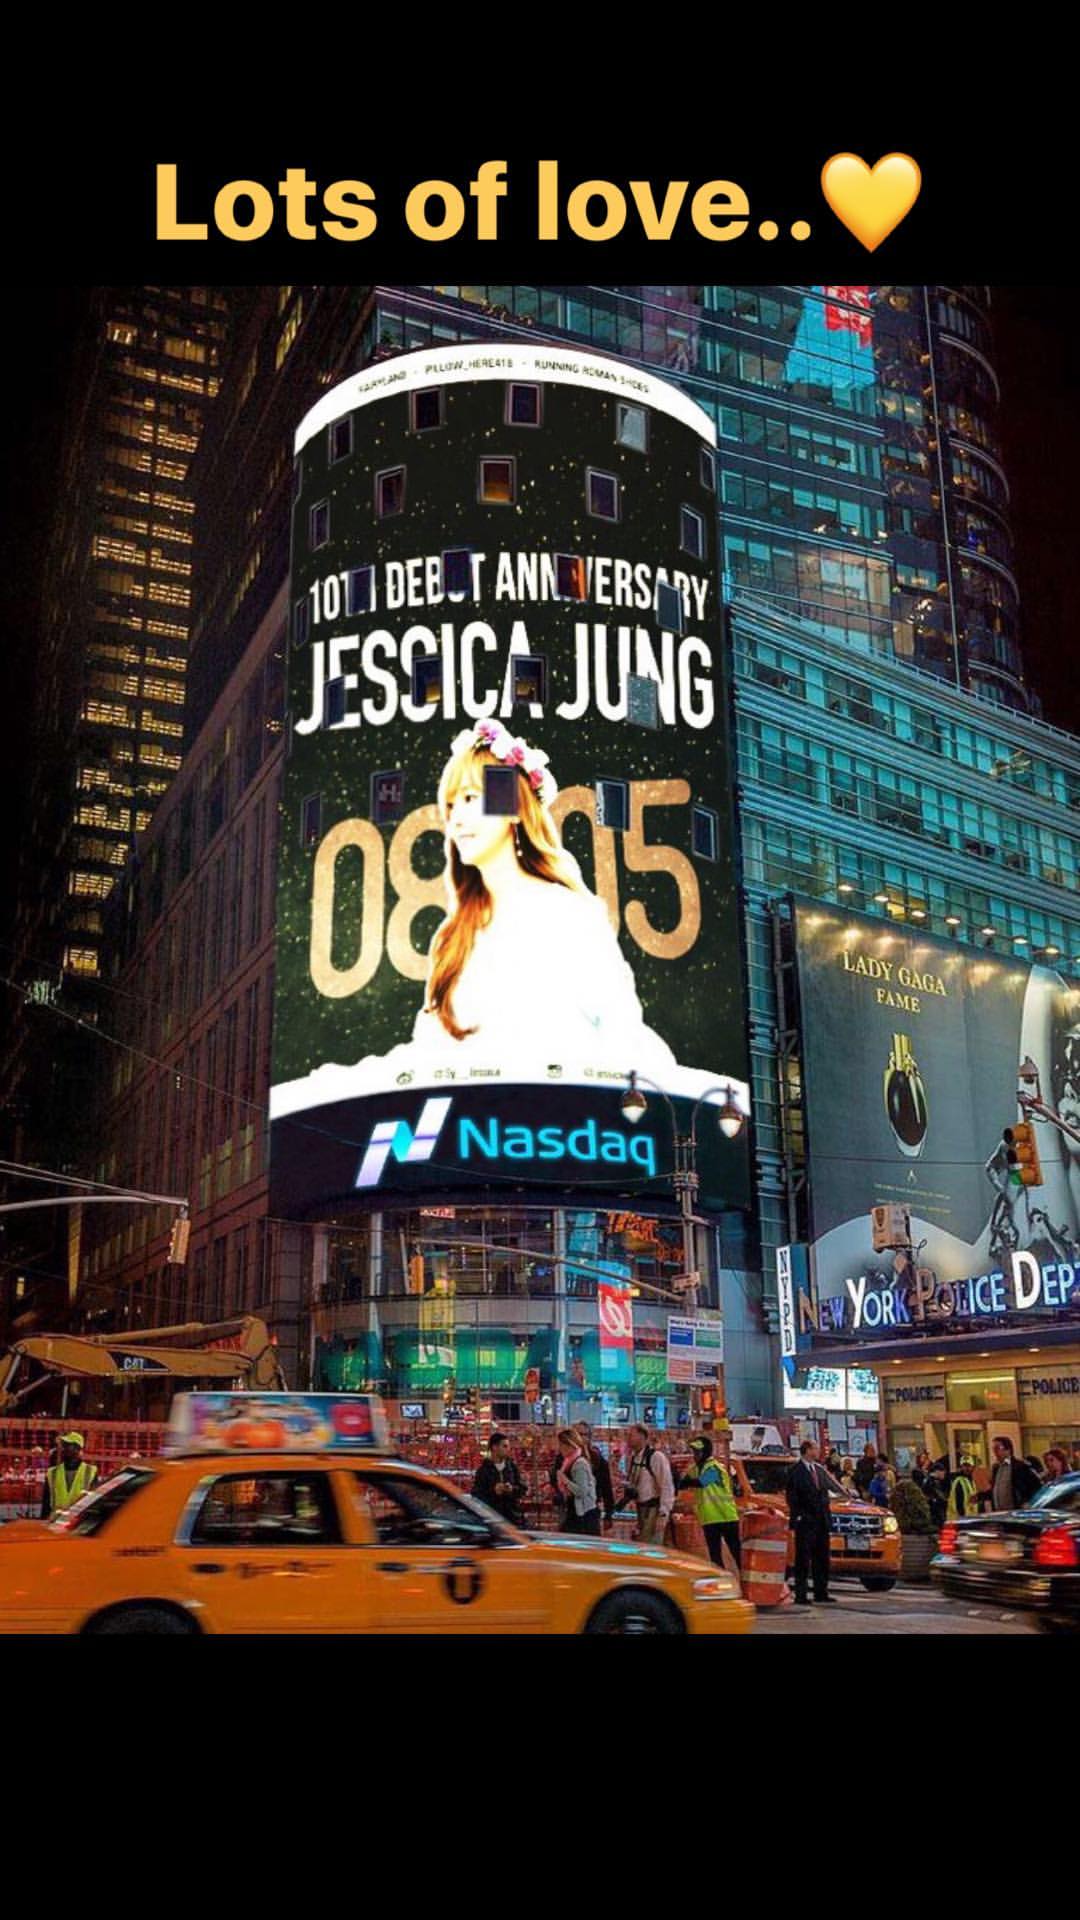 Lots of love..💛
FAIRYLAND - PILLOW_HERE418 - RUNNING ROMAN SHOES
10TH DEBUT ANNIVERSARY
JESSICA JUNG
08 05
Nasdaq
LADY GAGA
FAME
NYPD
NEW YORK POLICE DEPT
POLICE
POLICE
CAT